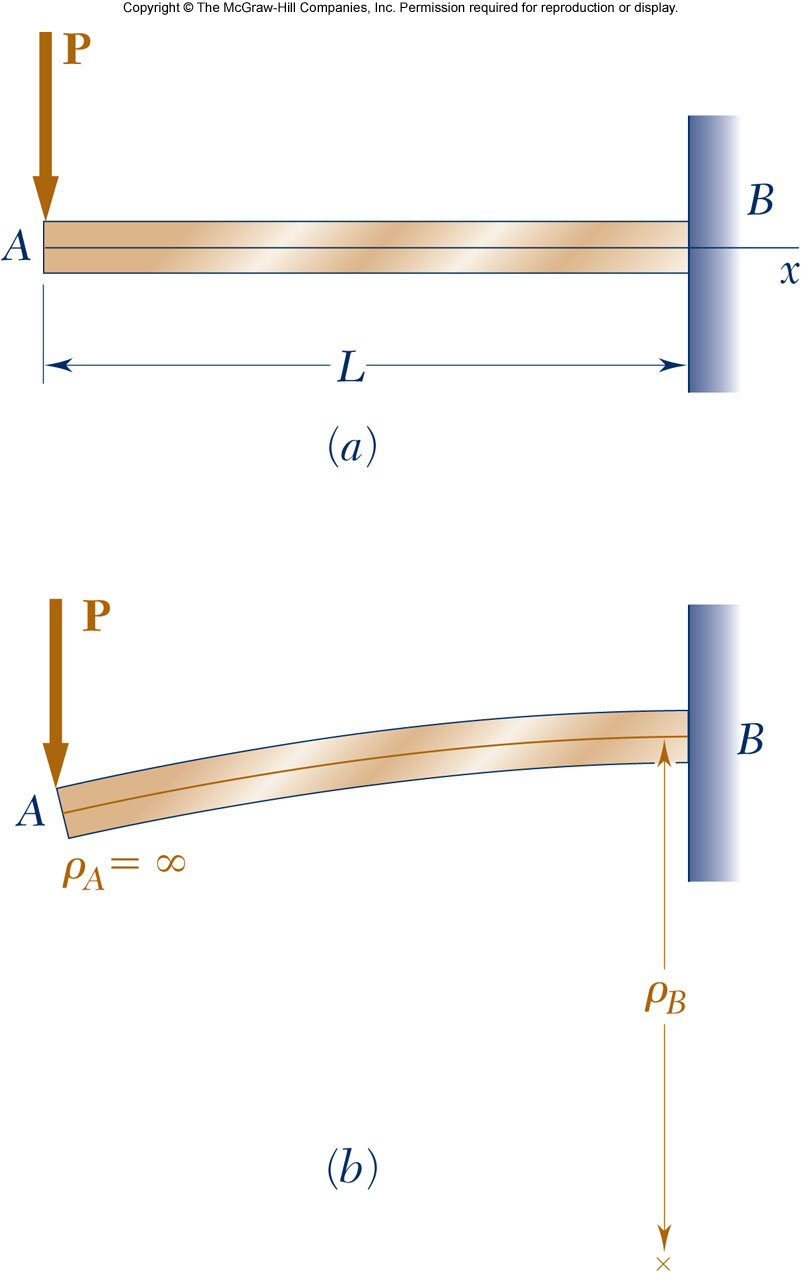 Copyright © The McGraw-Hill Companies, Inc. Permission required for reproduction or display.
P
B
A
x
L
(a)
P
B
A
ρA = ∞
ρB
(b)